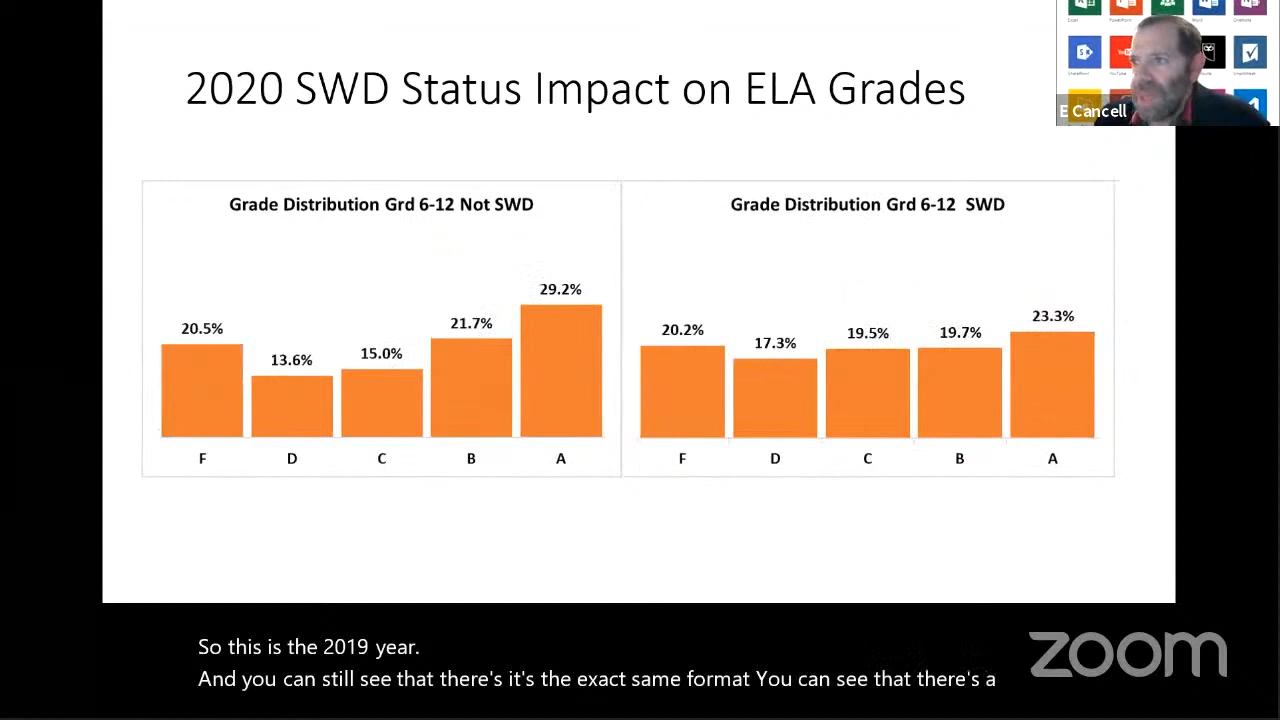 2020 SWD Status Impact on ELA Grades
E Cancell
Grade Distribution Grd 6-12 Not SWD
29.2%
21.7%
20.5%
15.0%
13.6%
F D C B A
Grade Distribution Grd 6-12 SWD
23.3%
20.2%
19.5%
19.7%
17.3%
F D C B A
So this is the 2019 year.
And you can still see that there's it's the exact same format You can see that there's a
zoom